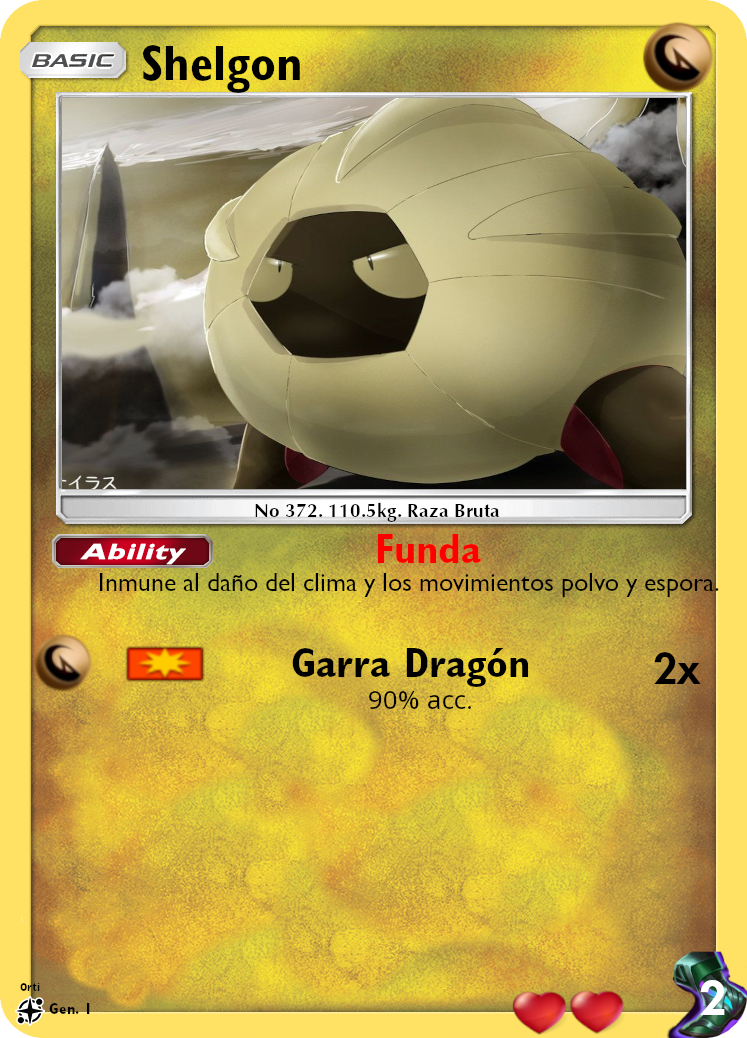 BASIC Shelgon
ナイラス
No 372. 110.5kg. Raza Bruta
Ability Funda
Inmune al daño del clima y los movimientos polvo y espora.
Garra Dragón 2x
90% acc.
Orti
Gen. I
2